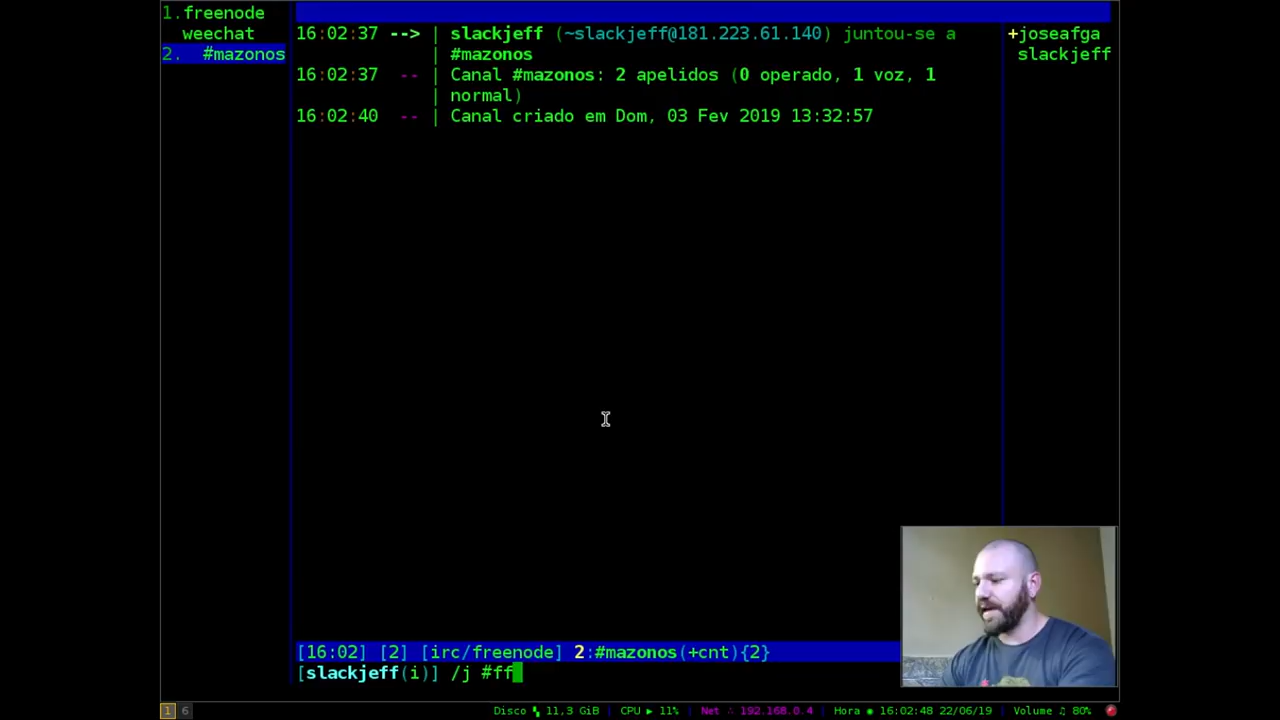 1.freenode
weechat
2. #mazonos
16:02:37 --> | slackjeff (~slackjeff@181.223.61.140) juntou-se a
| #mazonos
16:02:37 -- | Canal #mazonos: 2 apelidos (0 operado, 1 voz, 1
| normal)
16:02:40 -- | Canal criado em Dom, 03 Fev 2019 13:32:57
+joseafga
slackjeff
[16:02] [2] [irc/freenode] 2:#mazonos(+cnt){2}
[slackjeff(i)] /j #ff
1 6 Disco ▚ 11,3 GiB | CPU ▶ 11% | Net ∴ 192.168.0.4 | Hora ◉ 16:02:48 22/06/19 | Volume ♫ 80%